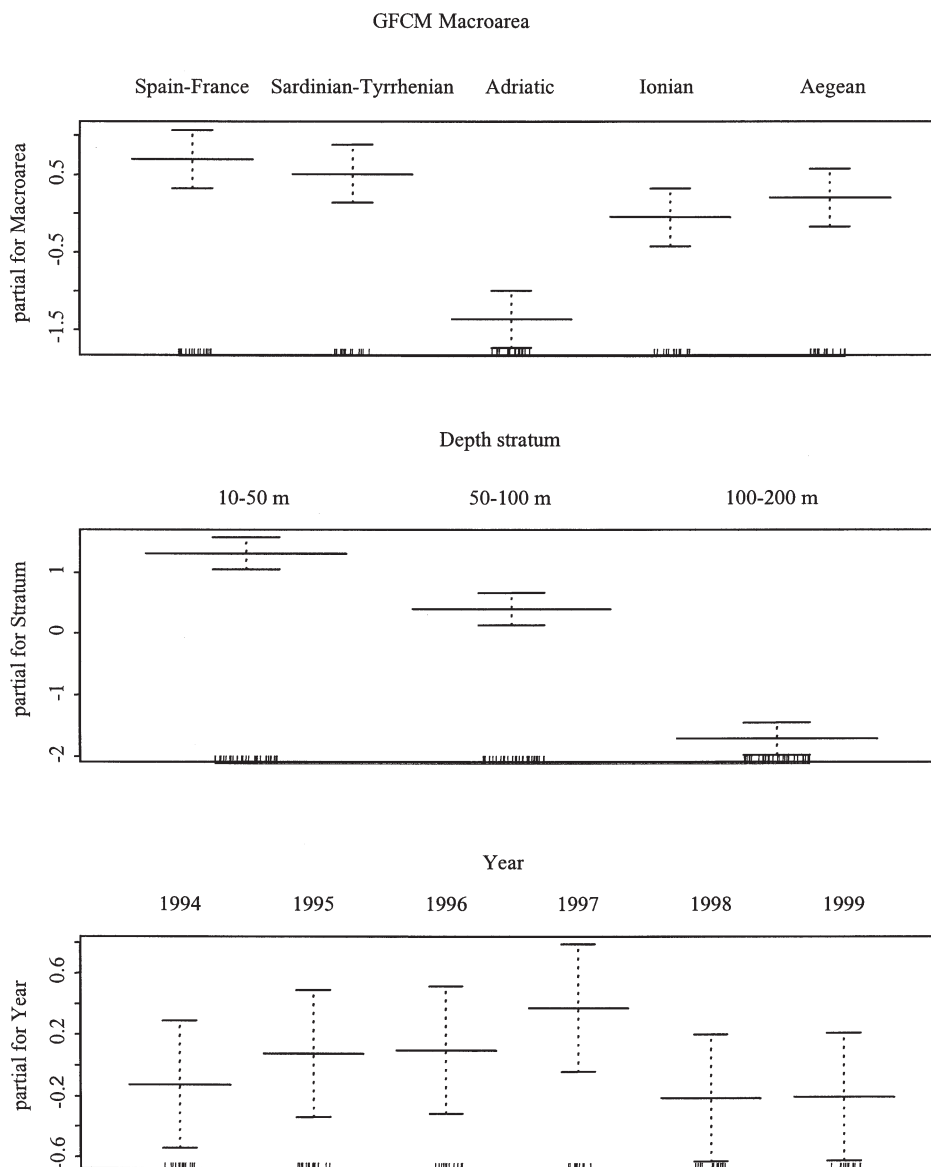 GFCM Macroarea
Spain-France Sardinian-Tyrrhenian Adriatic Ionian Aegean
partial for Macroarea
0.5
-0.5
-1.5
Depth stratum
10-50 m 50-100 m 100-200 m
partial for Stratum
1
0
-1
-2
Year
1994 1995 1996 1997 1998 1999
partial for Year
0.6
0.2
-0.2
-0.6